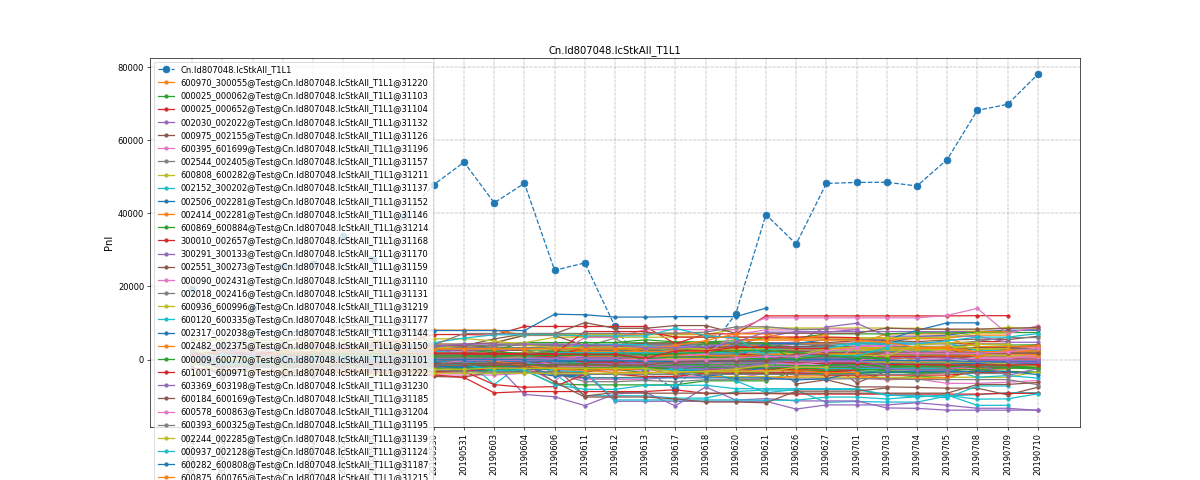 Cn.Id807048.IcStkAll_T1L1
80000
60000
40000
20000
0
Pnl
Cn.Id807048.IcStkAll_T1L1
600970_300055@Test@Cn.Id807048.IcStkAll_T1L1@31220
000025_000062@Test@Cn.Id807048.IcStkAll_T1L1@31103
000025_000652@Test@Cn.Id807048.IcStkAll_T1L1@31104
002030_002022@Test@Cn.Id807048.IcStkAll_T1L1@31132
000975_002155@Test@Cn.Id807048.IcStkAll_T1L1@31126
600395_601699@Test@Cn.Id807048.IcStkAll_T1L1@31196
002544_002405@Test@Cn.Id807048.IcStkAll_T1L1@31157
600808_600282@Test@Cn.Id807048.IcStkAll_T1L1@31211
002152_300202@Test@Cn.Id807048.IcStkAll_T1L1@31137
002506_002281@Test@Cn.Id807048.IcStkAll_T1L1@31152
002414_002281@Test@Cn.Id807048.IcStkAll_T1L1@31146
600869_600884@Test@Cn.Id807048.IcStkAll_T1L1@31214
300010_002657@Test@Cn.Id807048.IcStkAll_T1L1@31168
300291_300133@Test@Cn.Id807048.IcStkAll_T1L1@31170
002551_300273@Test@Cn.Id807048.IcStkAll_T1L1@31159
000090_002431@Test@Cn.Id807048.IcStkAll_T1L1@31110
002018_002416@Test@Cn.Id807048.IcStkAll_T1L1@31131
600936_600996@Test@Cn.Id807048.IcStkAll_T1L1@31219
600120_600335@Test@Cn.Id807048.IcStkAll_T1L1@31177
002317_002038@Test@Cn.Id807048.IcStkAll_T1L1@31144
002482_002375@Test@Cn.Id807048.IcStkAll_T1L1@31101
000009_600770@Test@Cn.Id807048.IcStkAll_T1L1@31101
601001_600971@Test@Cn.Id807048.IcStkAll_T1L1@31222
603369_603198@Test@Cn.Id807048.IcStkAll_T1L1@31230
600184_600169@Test@Cn.Id807048.IcStkAll_T1L1@31185
600578_600863@Test@Cn.Id807048.IcStkAll_T1L1@31204
600393_600325@Test@Cn.Id807048.IcStkAll_T1L1@31195
002244_002285@Test@Cn.Id807048.IcStkAll_T1L1@31139
000937_002128@Test@Cn.Id807048.IcStkAll_T1L1@31124
600282_600808@Test@Cn.Id807048.IcStkAll_T1L1@31187
600875_600765@Test@Cn.Id807048.IcStkAll_T1L1@31215
20190531
20190603
20190604
20190606
20190611
20190612
20190613
20190617
20190618
20190620
20190621
20190626
20190627
20190701
20190703
20190704
20190705
20190708
20190709
20190710